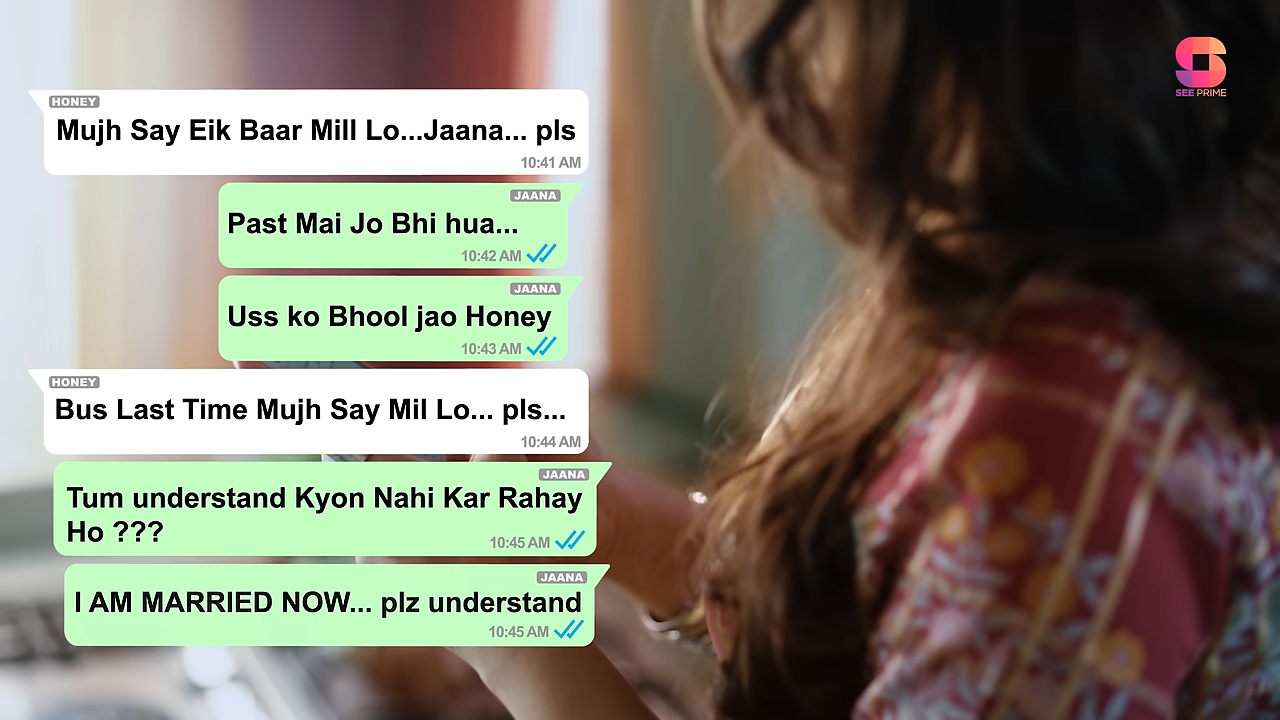 SEE PRIME
HONEY
Mujh Say Eik Baar Mill Lo...Jaana... pls
10:41 AM
JAANA
Past Mai Jo Bhi hua...
10:42 AM
JAANA
Uss ko Bhool jao Honey
10:43 AM
HONEY
Bus Last Time Mujh Say Mil Lo... pls...
10:44 AM
JAANA
Tum understand Kyon Nahi Kar Rahay
Ho ???
10:45 AM
JAANA
I AM MARRIED NOW... plz understand
10:45 AM